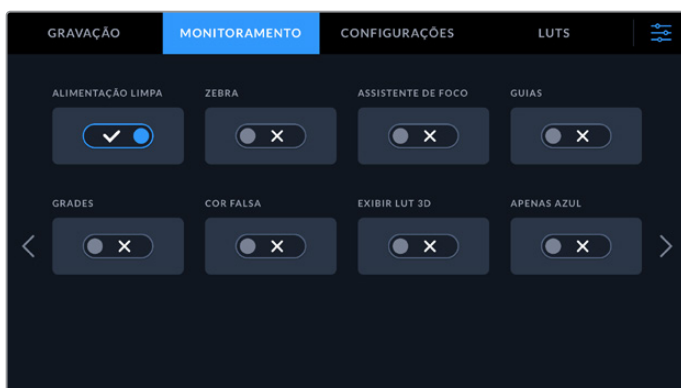 GRAVAÇÃO MONITORAMENTO CONFIGURAÇÕES LUTS
ALIMENTAÇÃO LIMPA ZEBRA ASSISTENTE DE FOCO GUIAS
GRADES COR FALSA EXIBIR LUT 3D APENAS AZUL